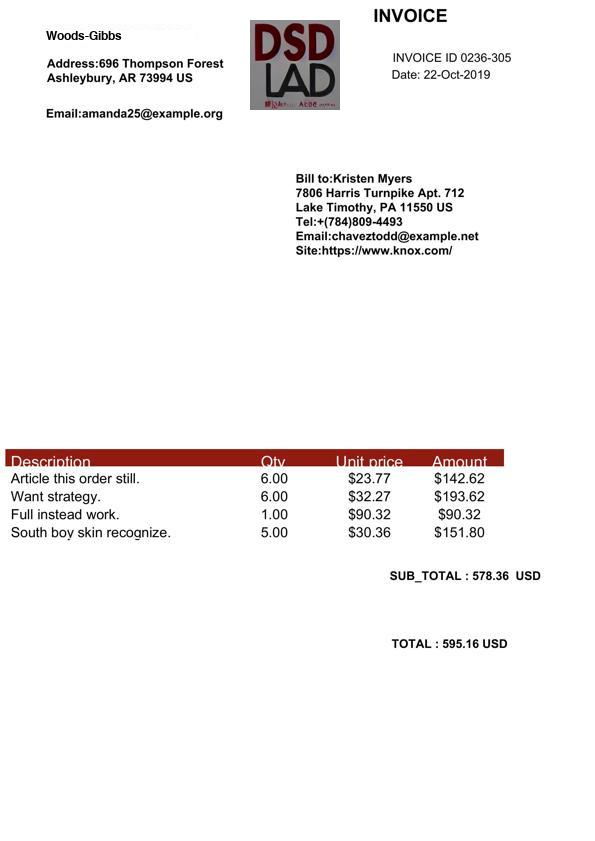 INVOICE
Woods-Gibbs
Address:696 Thompson Forest
Ashleybury, AR 73994 US
Email:amanda25@example.org
DSD
LAD
INVOICE ID 0236-305
Date: 22-Oct-2019
Bill to:Kristen Myers
7806 Harris Turnpike Apt. 712
Lake Timothy, PA 11550 US
Tel:+(784)809-4493
Email:chaveztodd@example.net
Site:https://www.knox.com/
Description Qty Unit price Amount
Article this order still. 6.00 $23.77 $142.62
Want strategy. 6.00 $32.27 $193.62
Full instead work. 1.00 $90.32 $90.32
South boy skin recognize. 5.00 $30.36 $151.80
SUB_TOTAL : 578.36 USD
TOTAL : 595.16 USD